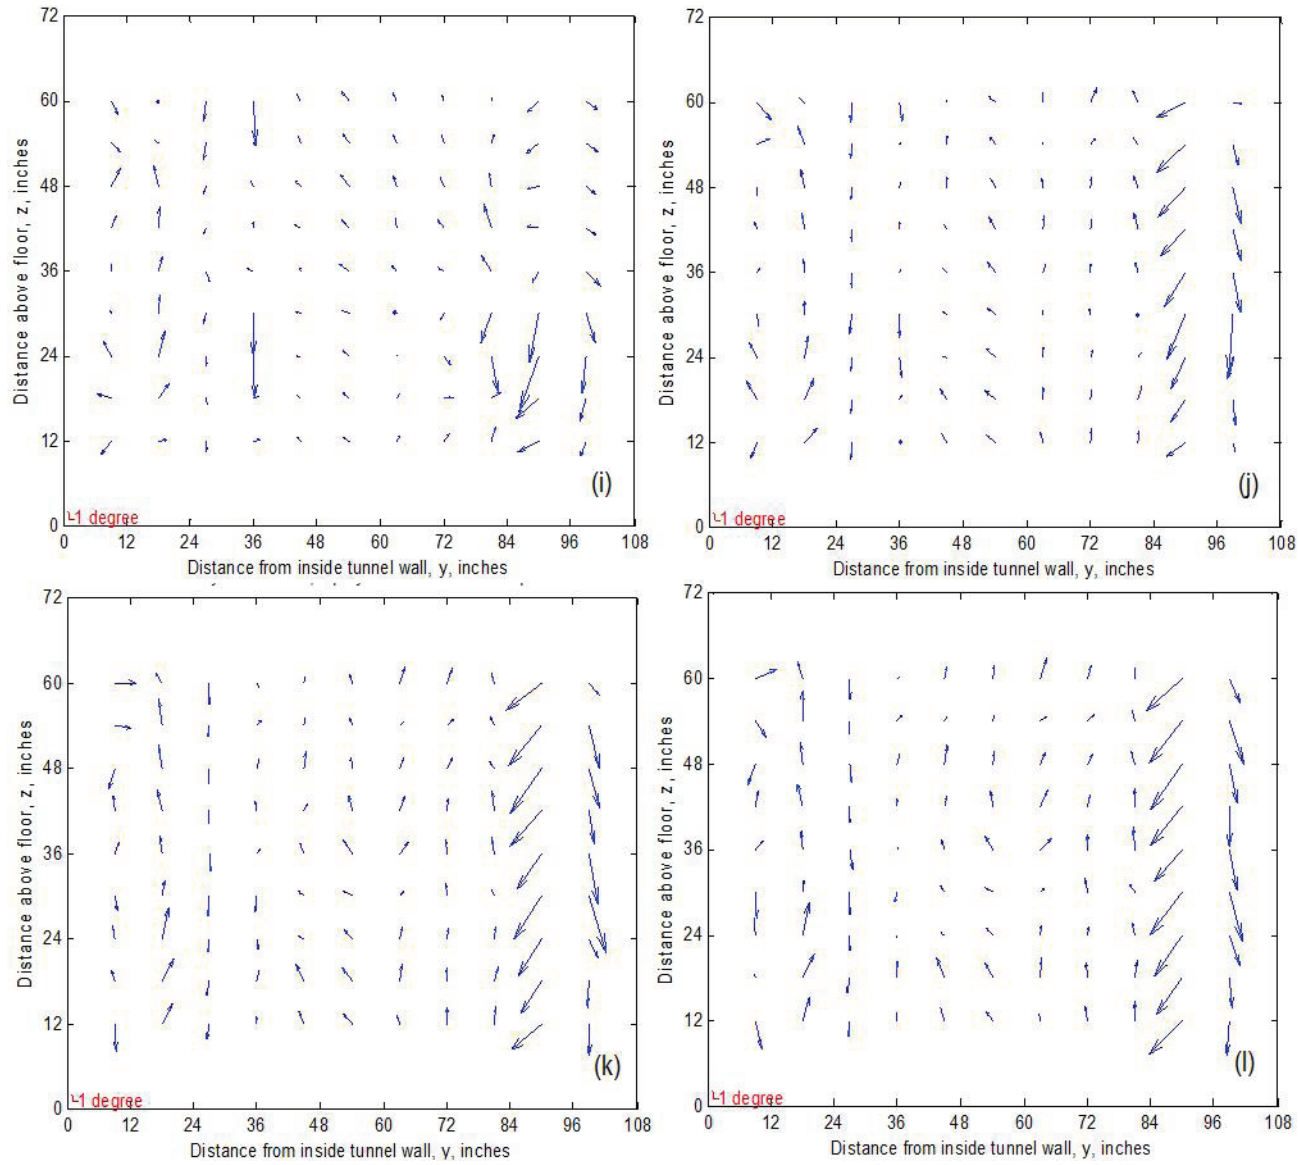 72
60
48
36
24
12
0
Distance above floor, z, inches
(i)
1 degree
0 12 24 36 48 60 72 84 96 108
Distance from inside tunnel wall, y, inches
72
60
48
36
24
12
0
Distance above floor, z, inches
(j)
1 degree
0 12 24 36 48 60 72 84 96 108
Distance from inside tunnel wall, y, inches
72
60
48
36
24
12
0
Distance above floor, z, inches
(k)
1 degree
0 12 24 36 48 60 72 84 96 108
Distance from inside tunnel wall, y, inches
72
60
48
36
24
12
0
Distance above floor, z, inches
(l)
1 degree
0 12 24 36 48 60 72 84 96 108
Distance from inside tunnel wall, y, inches